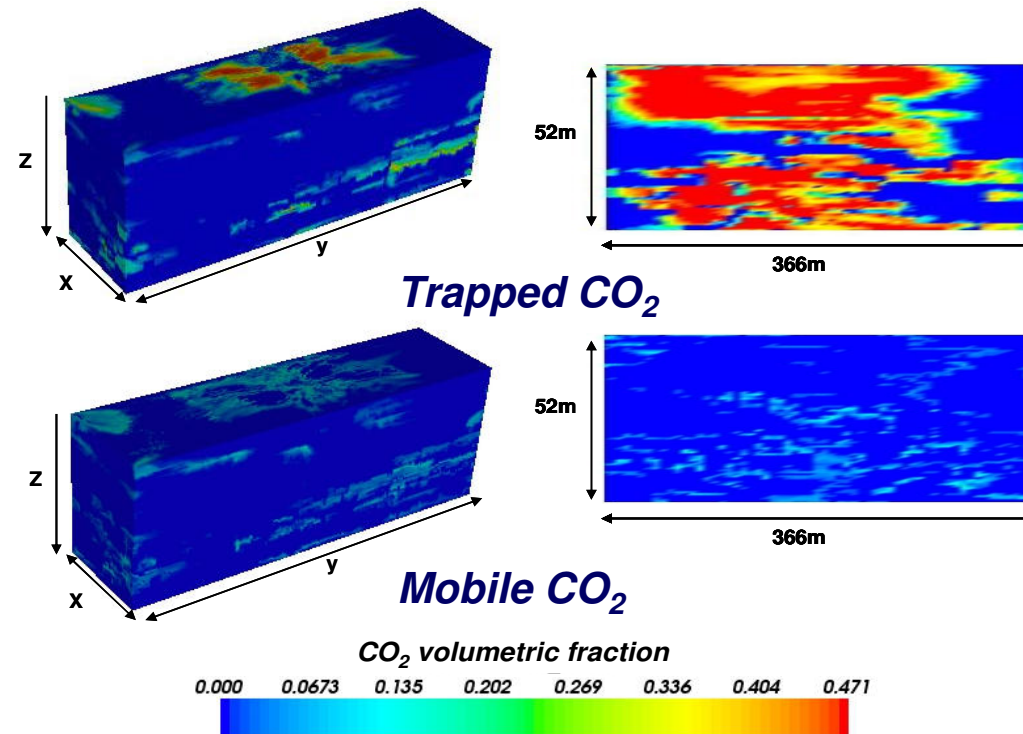 Z
X
y
52m
366m
Trapped CO₂
Z
X
y
52m
366m
Mobile CO₂
CO₂ volumetric fraction
0.000 0.0673 0.135 0.202 0.269 0.336 0.404 0.471